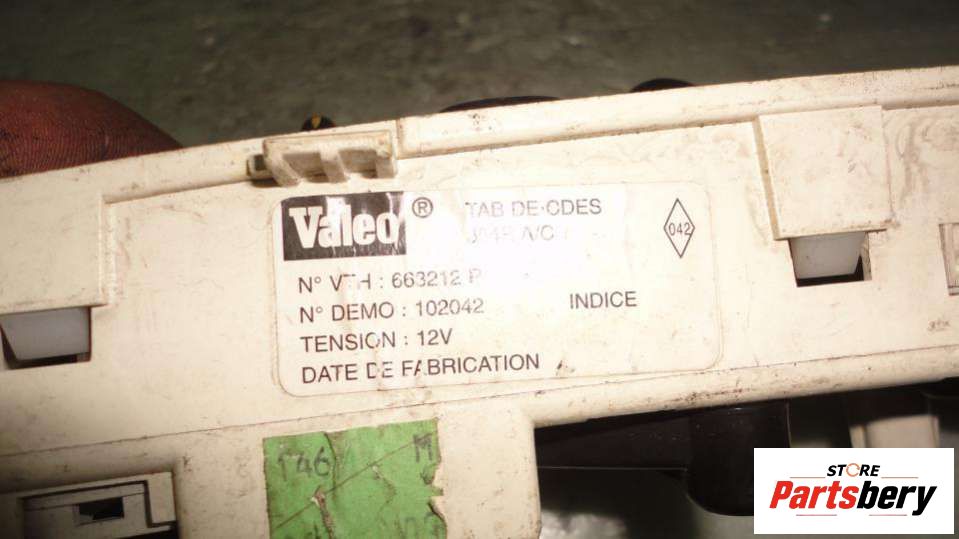 Valeo ®
TAB DE CDES
A/C
042
N° VTH : 663212 P
N° DEMO : 102042 INDICE
TENSION : 12V
DATE DE FABRICATION
M
STORE
Partsbery